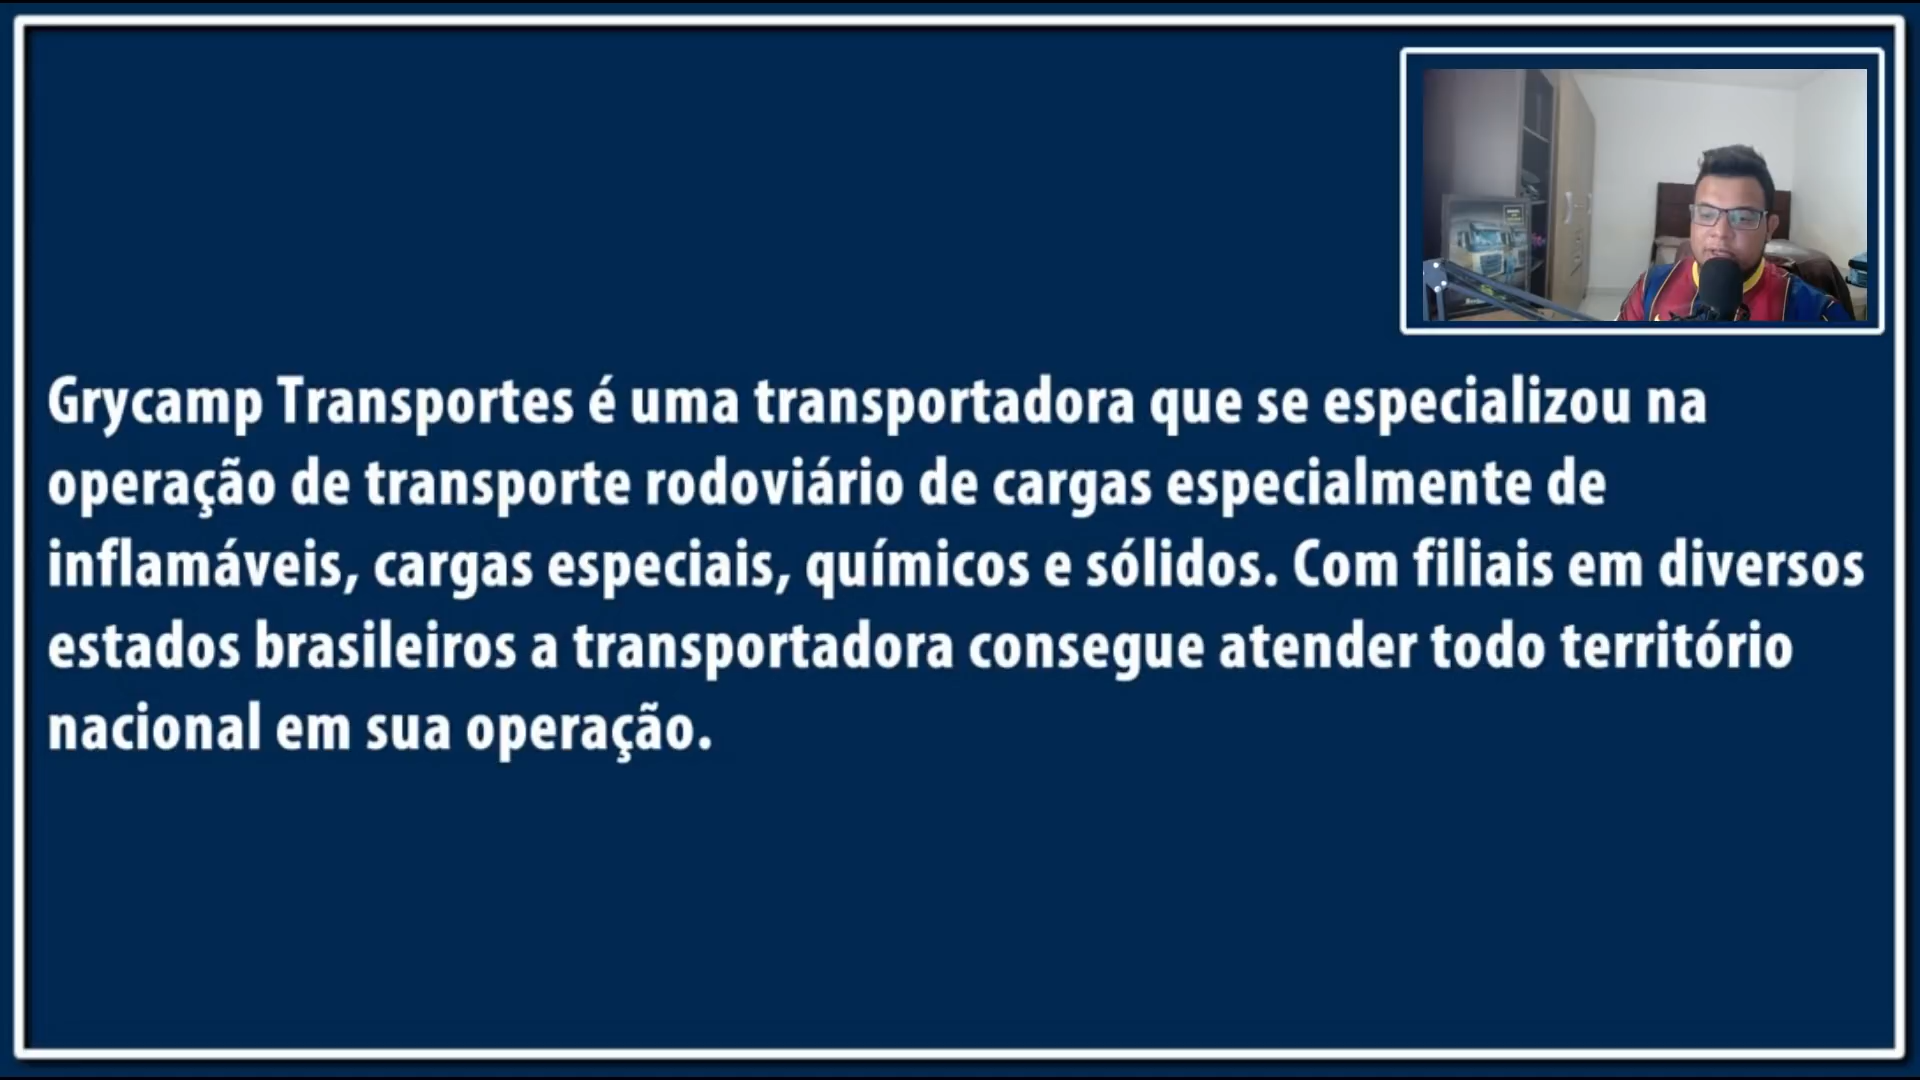 Grycamp Transportes é uma transportadora que se especializou na
operação de transporte rodoviário de cargas especialmente de
inflamáveis, cargas especiais, químicos e sólidos. Com filiais em diversos
estados brasileiros a transportadora consegue atender todo território
nacional em sua operação.